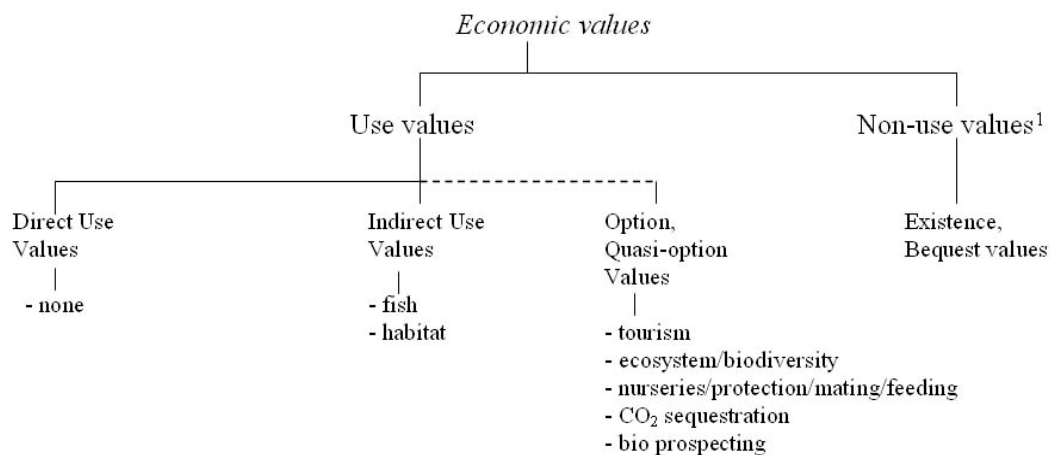 Economic values
Use values
Non-use values¹
Direct Use
Values
- none
Indirect Use
Values
- fish
- habitat
Option,
Quasi-option
Values
- tourism
- ecosystem/biodiversity
- nurseries/protection/mating/feeding
- CO₂ sequestration
- bio prospecting
Existence,
Bequest values